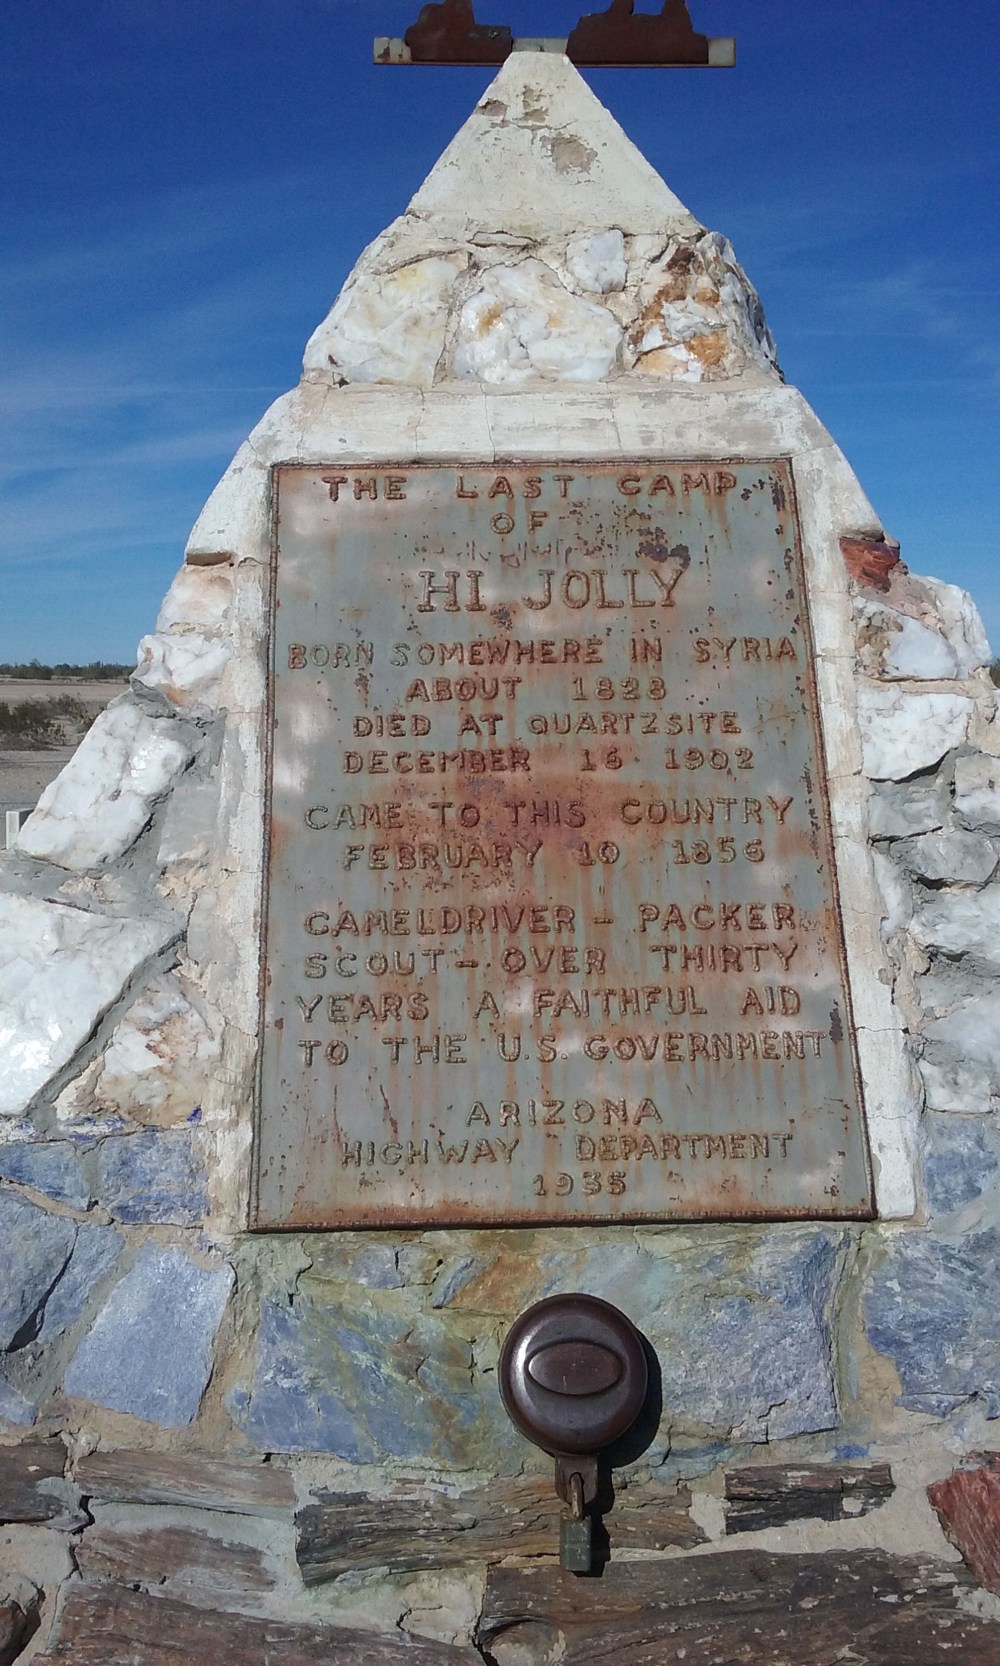 THE LAST CAMP
OF
HI JOLLY
BORN SOMEWHERE IN SYRIA
ABOUT 1828
DIED AT QUARTZSITE
DECEMBER 16 1902
CAME TO THIS COUNTRY
FEBRUARY 10 1856
CAMELDRIVER – PACKER
SCOUT – OVER THIRTY
YEARS A FAITHFUL AID
TO THE U.S. GOVERNMENT
ARIZONA
HIGHWAY DEPARTMENT
1935